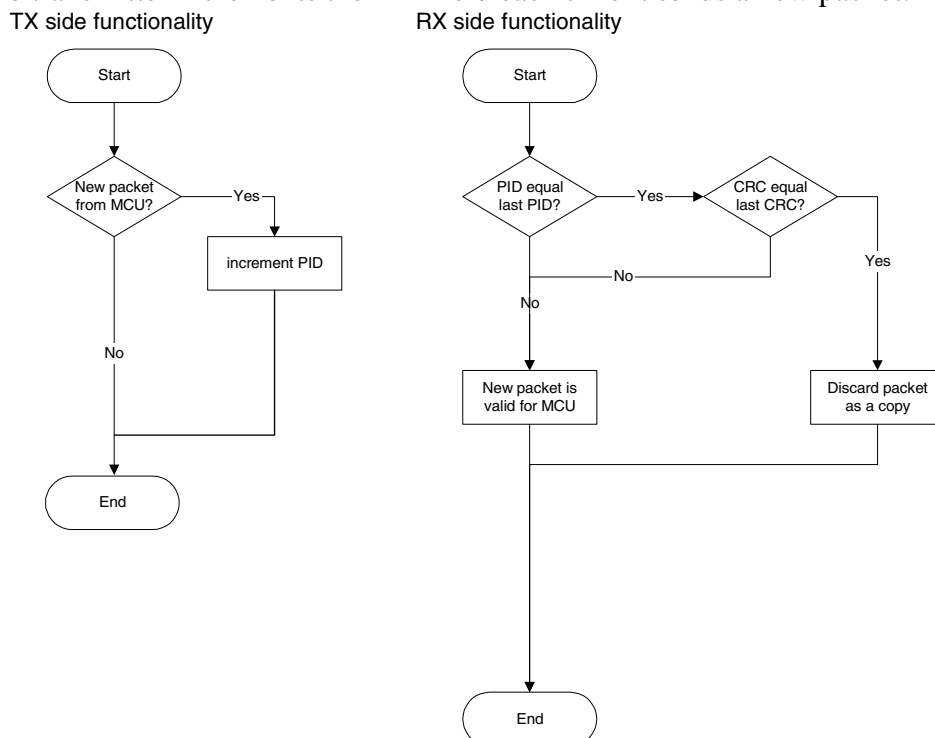 TX side functionality
RX side functionality
Start
New packet
from MCU?
Yes
increment PID
No
End
Start
PID equal
last PID?
Yes
CRC equal
last CRC?
No
Yes
No
New packet is
valid for MCU
Discard packet
as a copy
End